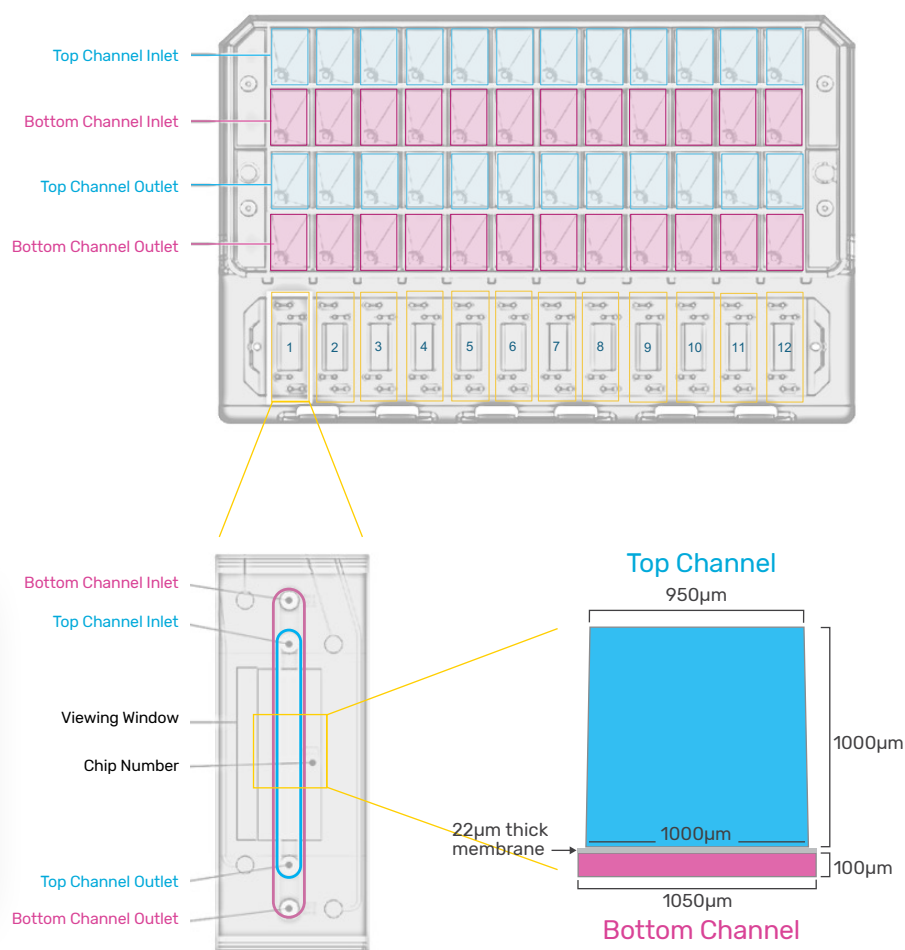 Top Channel Inlet
Bottom Channel Inlet
Top Channel Outlet
Bottom Channel Outlet
1 2 3 4 5 6 7 8 9 10 11 12
Bottom Channel Inlet
Top Channel Inlet
Viewing Window
Chip Number
Top Channel Outlet
Bottom Channel Outlet
Top Channel
950μm
1000μm
1000μm
22μm thick
membrane
100μm
1050μm
Bottom Channel